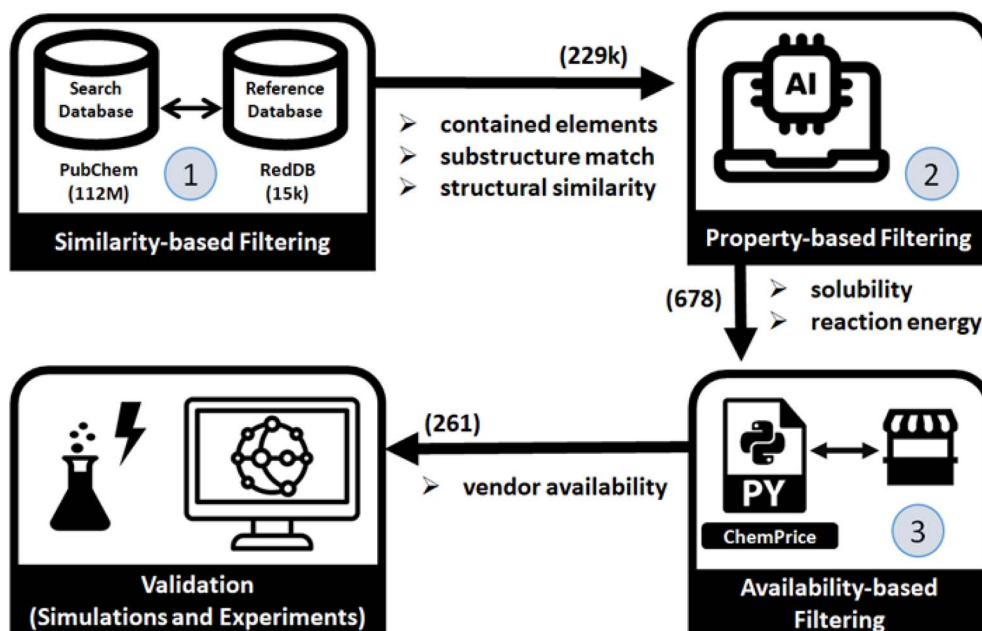 Search
Database
Reference
Database
PubChem
(112M)
1
RedDB
(15k)
Similarity-based Filtering
(229k)
➢ contained elements
➢ substructure match
➢ structural similarity
AI
2
Property-based Filtering
(678)
➢ solubility
➢ reaction energy
PY
ChemPrice
3
Availability-based
Filtering
(261)
➢ vendor availability
Validation
(Simulations and Experiments)